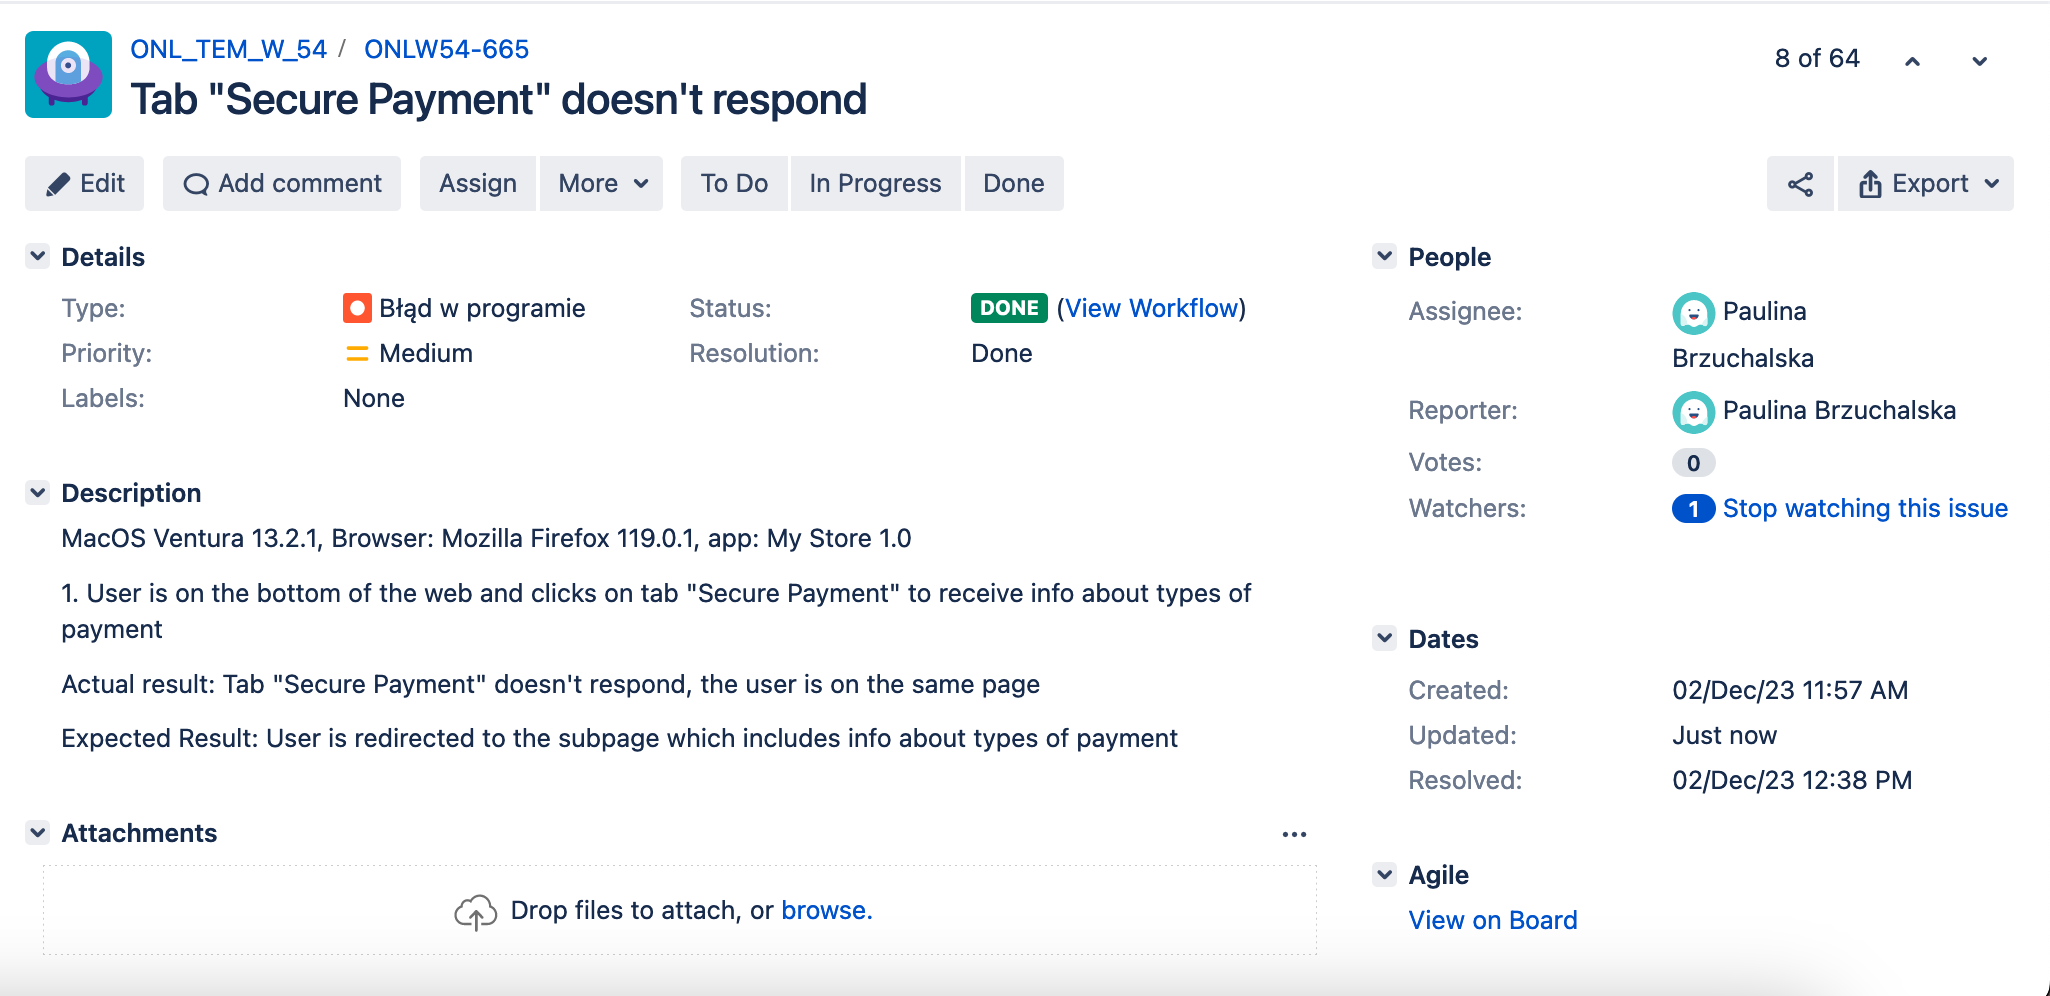 ONL_TEM_W_54 / ONLW54-665
8 of 64
Tab "Secure Payment" doesn't respond
Edit Add comment Assign More To Do In Progress Done Export
Details
Type: Błąd w programie Status: DONE (View Workflow)
Priority: Medium Resolution: Done
Labels: None
Description
MacOS Ventura 13.2.1, Browser: Mozilla Firefox 119.0.1, app: My Store 1.0
1. User is on the bottom of the web and clicks on tab "Secure Payment" to receive info about types of
payment
Actual result: Tab "Secure Payment" doesn't respond, the user is on the same page
Expected Result: User is redirected to the subpage which includes info about types of payment
Attachments ...
Drop files to attach, or browse.
People
Assignee: Paulina
Brzuchalska
Reporter: Paulina Brzuchalska
Votes: 0
Watchers: 1 Stop watching this issue
Dates
Created: 02/Dec/23 11:57 AM
Updated: Just now
Resolved: 02/Dec/23 12:38 PM
Agile
View on Board